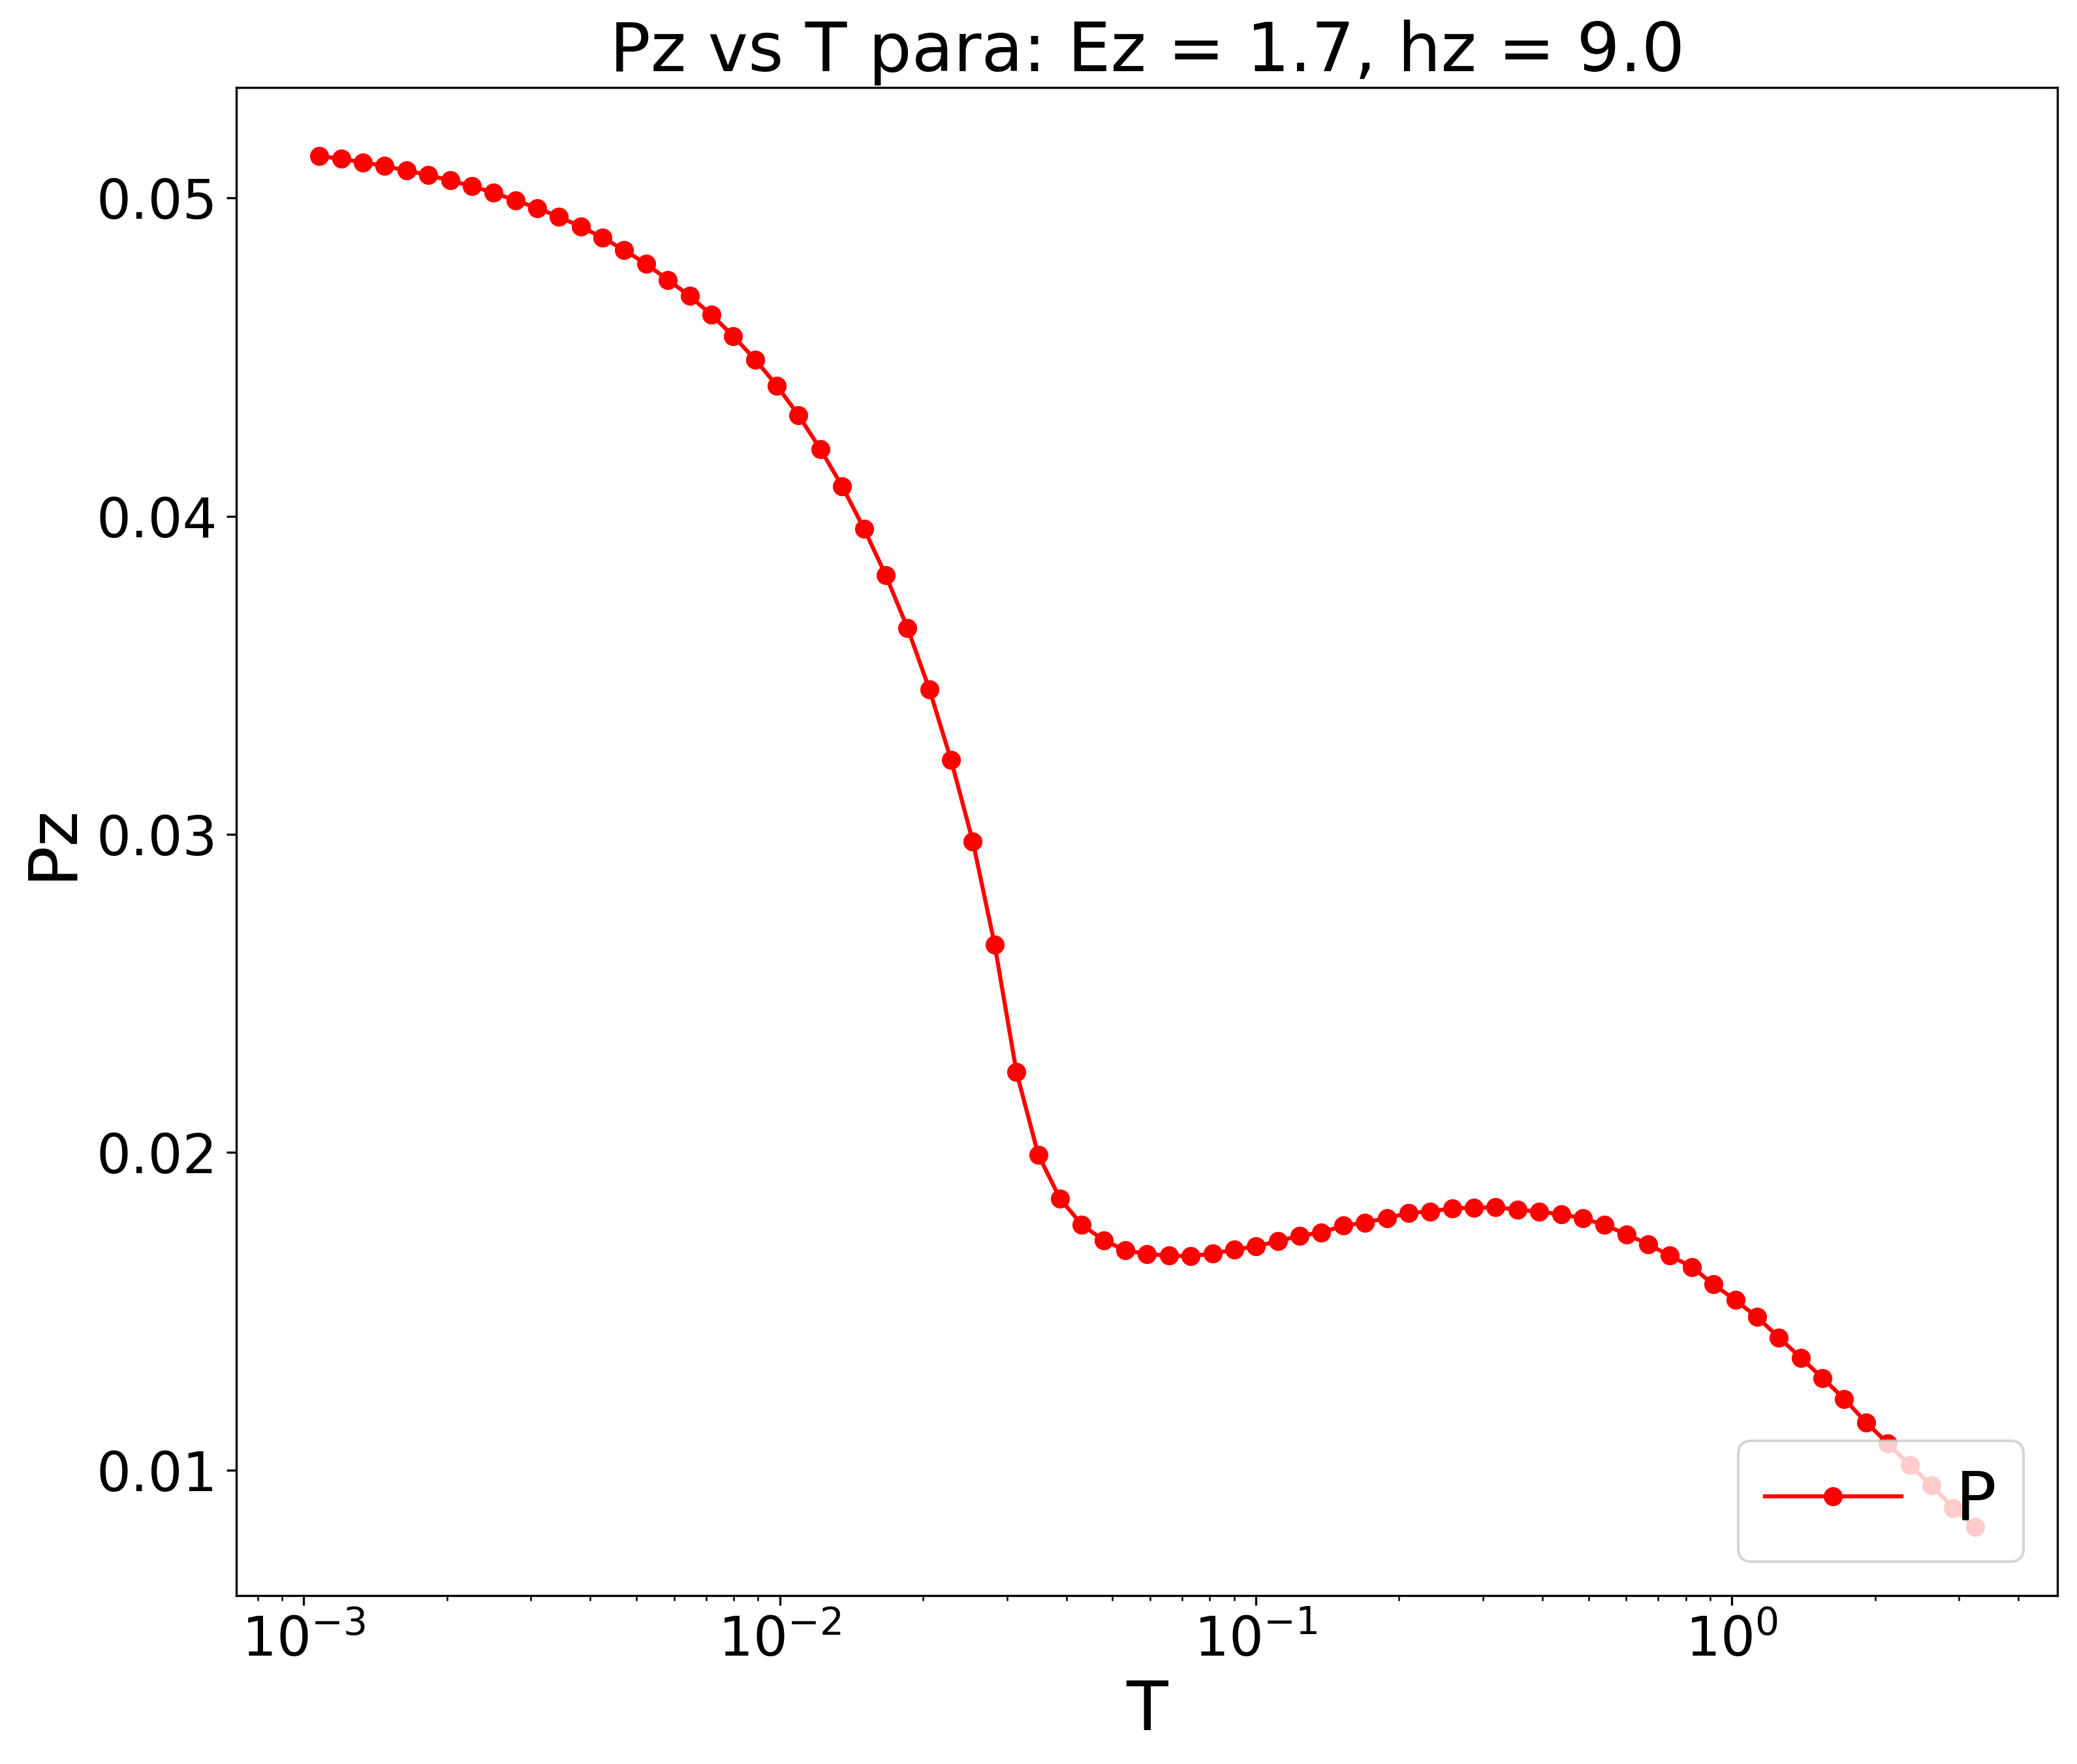 Pz vs T para: Ez = 1.7, hz = 9.0
0.05
0.04
0.03
0.02
0.01
Pz
P
10⁻³ 10⁻² 10⁻¹ 10⁰
T